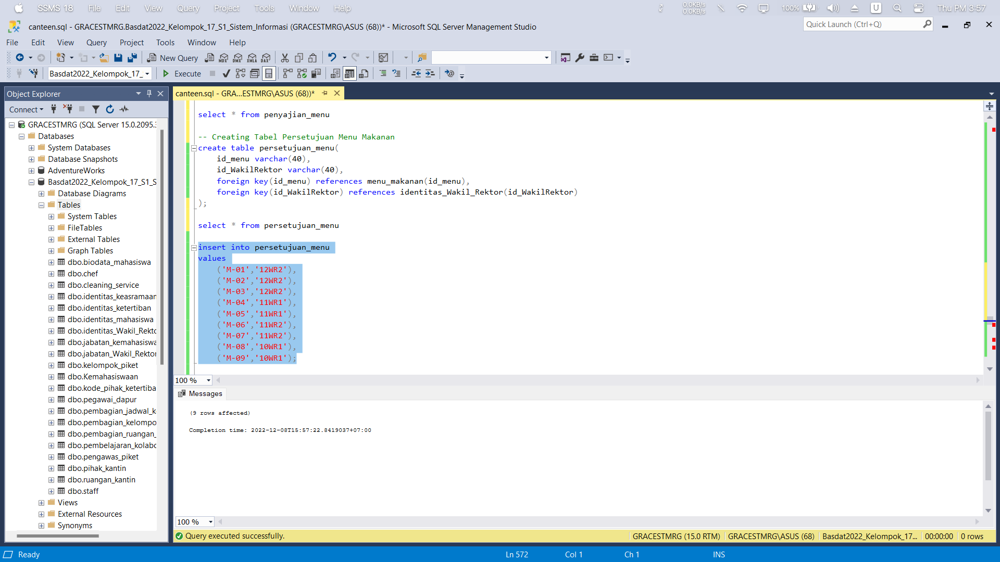 SSMS 18 File Edit View Query Project Tools Window Help
0.0KB/s
0.0KB/s
100%
U
Thu PM 3:57
canteen.sql - GRACESTMRG.Basdat2022_Kelompok_17_S1_Sistem_Informasi (GRACESTMRG\ASUS (68))* - Microsoft SQL Server Management Studio
Quick Launch (Ctrl+Q)
File Edit View Query Project Tools Window Help
New Query
MDX DMX XMLA DAX
Basdat2022_Kelompok_17_
Execute
Object Explorer
Connect
GRACESTMRG (SQL Server 15.0.2095.3
Databases
System Databases
Database Snapshots
AdventureWorks
Basdat2022_Kelompok_17_S1_S
Database Diagrams
Tables
System Tables
FileTables
External Tables
Graph Tables
dbo.biodata_mahasiswa
dbo.chef
dbo.cleaning_service
dbo.identitas_keasramaan
dbo.identitas_ketertiban
dbo.identitas_mahasiswa
dbo.identitas_Wakil_Rekto
dbo.jabatan_kemahasiswa
dbo.jabatan_Wakil_Rektor
dbo.kelompok_piket
dbo.Kemahasiswaan
dbo.kode_pihak_ketertiba
dbo.pegawai_dapur
dbo.pembagian_jadwal_k
dbo.pembagian_kelompo
dbo.pembagian_ruangan_
dbo.pembelajaran_kolabo
dbo.pengawas_piket
dbo.pihak_kantin
dbo.ruangan_kantin
dbo.staff
Views
External Resources
Synonyms
canteen.sql - GRA...ESTMRG\ASUS (68))*
select * from penyajian_menu
-- Creating Tabel Persetujuan Menu Makanan
create table persetujuan_menu(
id_menu varchar(40),
id_WakilRektor varchar(40),
foreign key(id_menu) references menu_makanan(id_menu),
foreign key(id_WakilRektor) references identitas_Wakil_Rektor(id_WakilRektor)
);
select * from persetujuan_menu
insert into persetujuan_menu
values
('M-01','12WR2'),
('M-02','12WR2'),
('M-03','12WR2'),
('M-04','11WR1'),
('M-05','11WR1'),
('M-06','11WR2'),
('M-07','11WR2'),
('M-08','10WR1'),
('M-09','10WR1');
100 %
Messages
(9 rows affected)
Completion time: 2022-12-08T15:57:22.8419037+07:00
100 %
Query executed successfully.
GRACESTMRG (15.0 RTM) GRACESTMRG\ASUS (68) Basdat2022_Kelompok_17... 00:00:00 0 rows
Ready
Ln 572 Col 1 Ch 1 INS